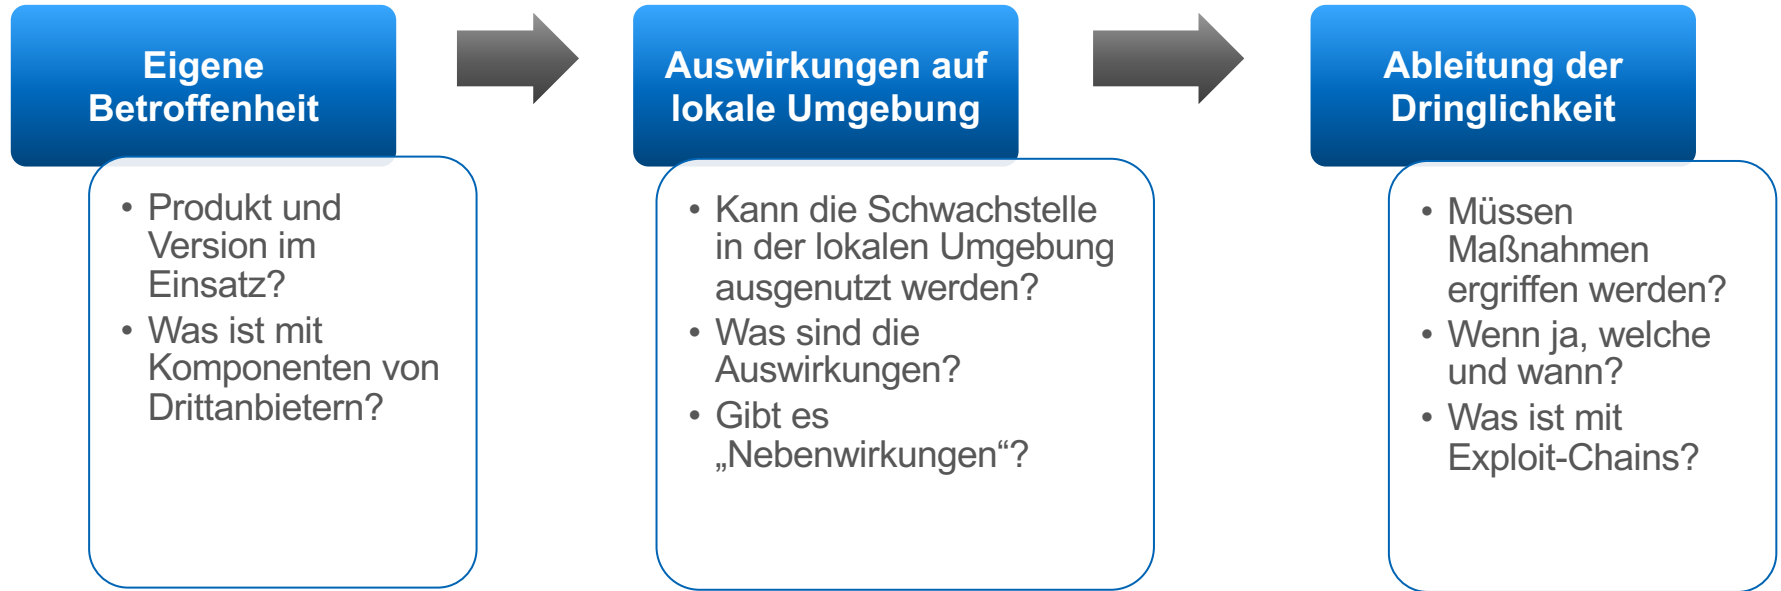 Eigene
Betroffenheit
• Produkt und
Version im
Einsatz?
• Was ist mit
Komponenten von
Drittanbietern?
Auswirkungen auf
lokale Umgebung
• Kann die Schwachstelle
in der lokalen Umgebung
ausgenutzt werden?
• Was sind die
Auswirkungen?
• Gibt es
„Nebenwirkungen“?
Ableitung der
Dringlichkeit
• Müssen
Maßnahmen
ergriffen werden?
• Wenn ja, welche
und wann?
• Was ist mit
Exploit-Chains?